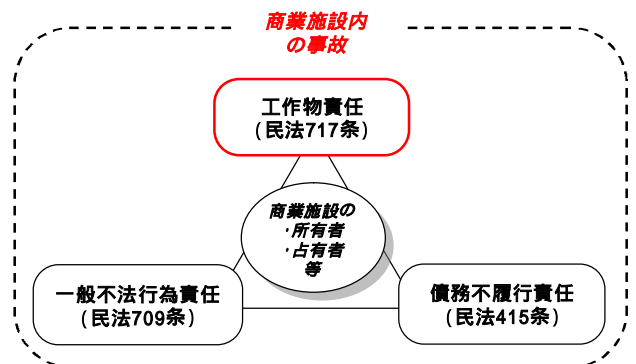 商業施設内
の事故
工作物責任
(民法717条)
商業施設の
・所有者
・占有者
等
一般不法行為責任
(民法709条)
債務不履行責任
(民法415条)